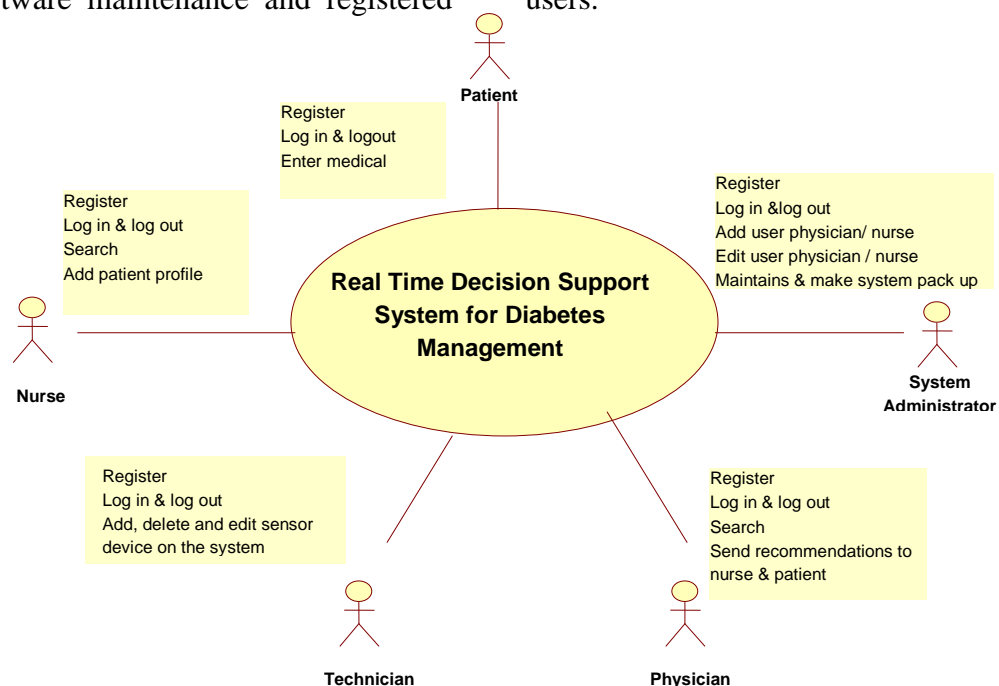 tware maintenance and registered users.
Patient
Register
Log in & logout
Enter medical
Register
Log in & log out
Search
Add patient profile
Register
Log in &log out
Add user physician/ nurse
Edit user physician / nurse
Maintains & make system pack up
Real Time Decision Support
System for Diabetes
Management
Nurse
System
Administrator
Register
Log in & log out
Add, delete and edit sensor
device on the system
Register
Log in & log out
Search
Send recommendations to
nurse & patient
Technician
Physician